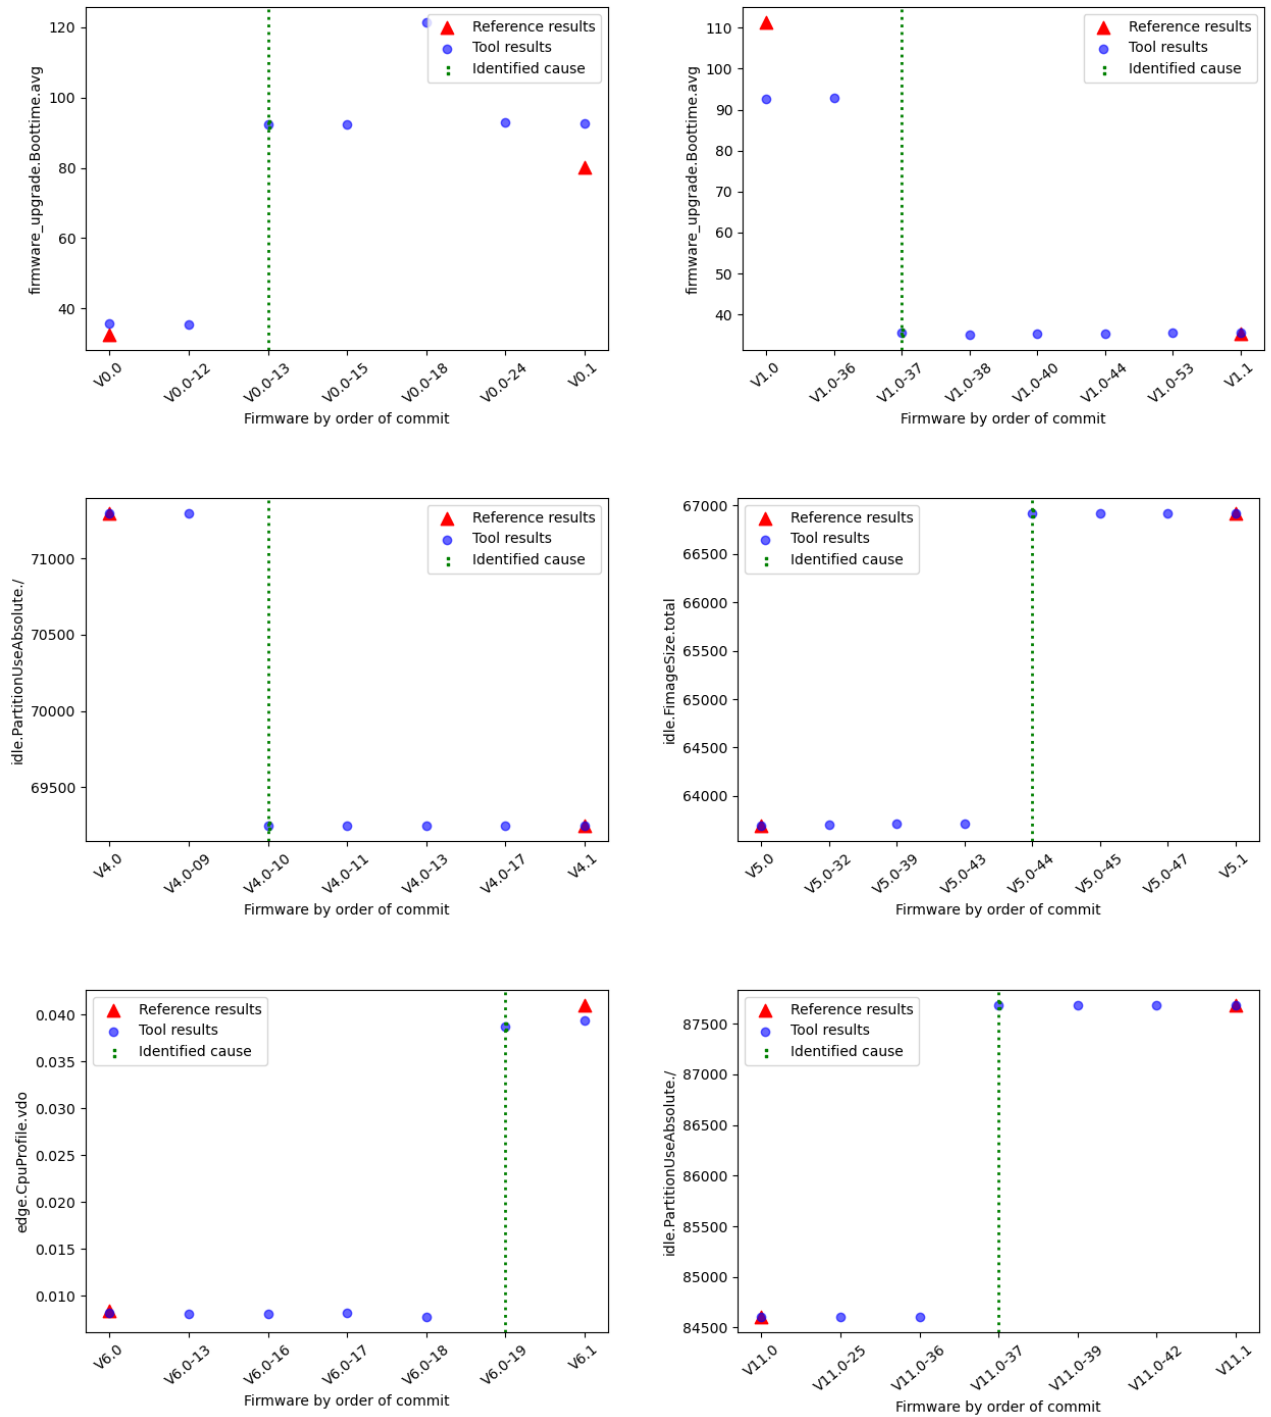 120
100
80
60
40
firmware_upgrade.Boottime.avg
Reference results
Tool results
Identified cause
V0.0
V0.0-12
V0.0-13
V0.0-15
V0.0-18
V0.0-24
V0.1
Firmware by order of commit
110
100
90
80
70
60
50
40
firmware_upgrade.Boottime.avg
Reference results
Tool results
Identified cause
V1.0
V1.0-36
V1.0-37
V1.0-38
V1.0-40
V1.0-44
V1.0-53
V1.1
Firmware by order of commit
71000
70500
70000
69500
idle.PartitionUseAbsolute./
Reference results
Tool results
Identified cause
V4.0
V4.0-09
V4.0-10
V4.0-11
V4.0-13
V4.0-17
V4.1
Firmware by order of commit
67000
66500
66000
65500
65000
64500
64000
idle.FimageSize.total
Reference results
Tool results
Identified cause
V5.0
V5.0-32
V5.0-39
V5.0-43
V5.0-44
V5.0-45
V5.0-47
V5.1
Firmware by order of commit
0.040
0.035
0.030
0.025
0.020
0.015
0.010
edge.CpuProfile.vdo
Reference results
Tool results
Identified cause
V6.0
V6.0-13
V6.0-16
V6.0-17
V6.0-18
V6.0-19
V6.1
Firmware by order of commit
87500
87000
86500
86000
85500
85000
84500
idle.PartitionUseAbsolute./
Reference results
Tool results
Identified cause
V11.0
V11.0-25
V11.0-36
V11.0-37
V11.0-39
V11.0-42
V11.1
Firmware by order of commit